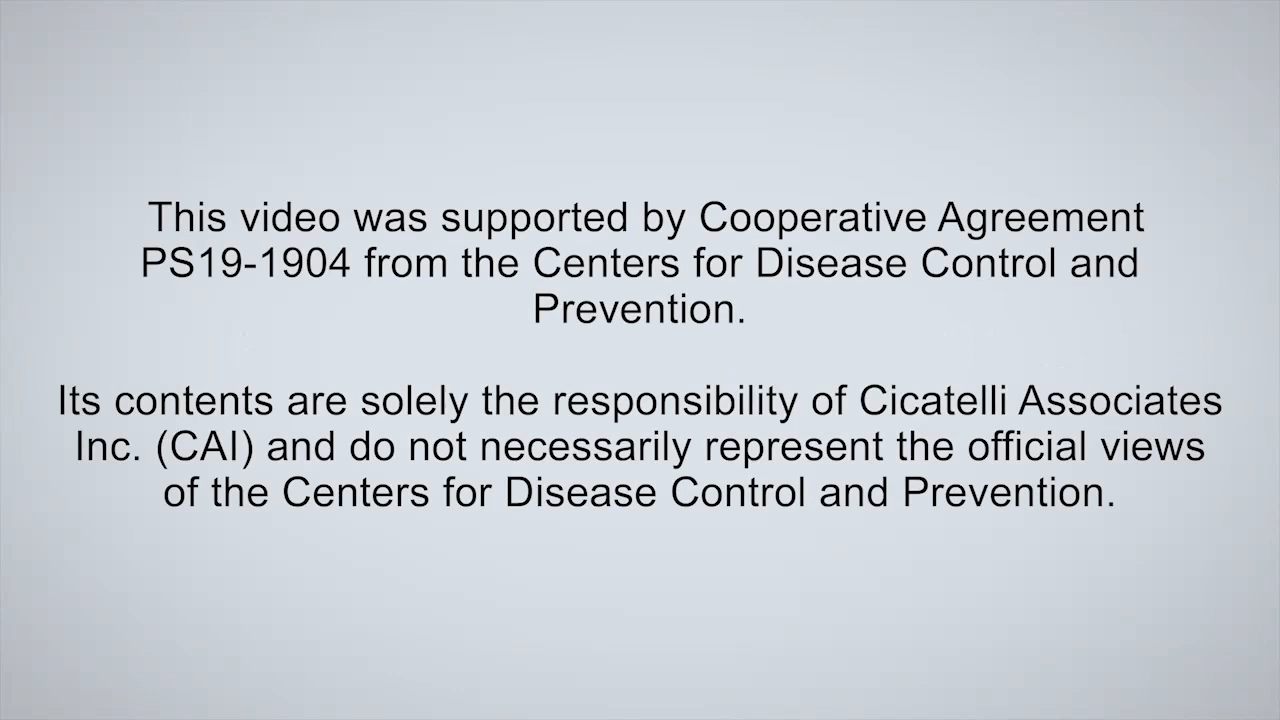 This video was supported by Cooperative Agreement
PS19-1904 from the Centers for Disease Control and
Prevention.
Its contents are solely the responsibility of Cicatelli Associates
Inc. (CAI) and do not necessarily represent the official views
of the Centers for Disease Control and Prevention.